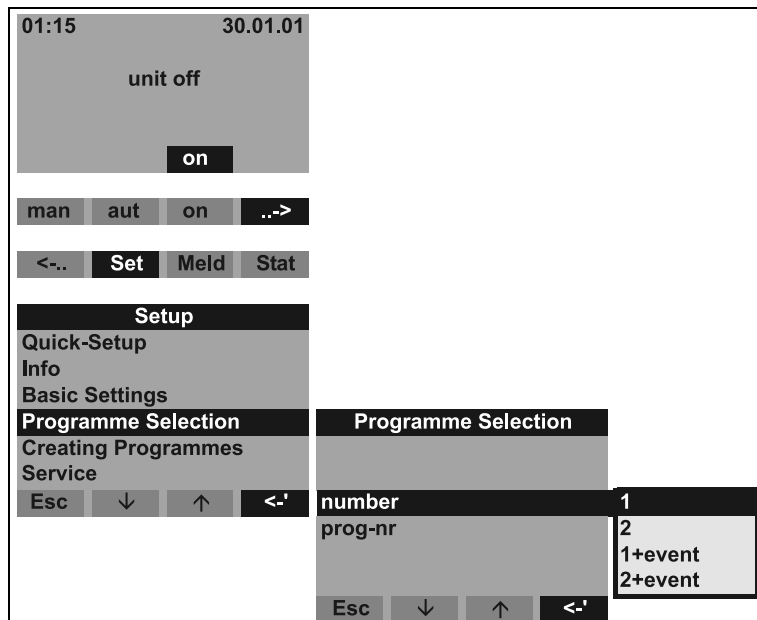 01:15 30.01.01
unit off
on
man aut on ..->
<-.. Set Meld Stat
Setup
Quick-Setup
Info
Basic Settings
Programme Selection
Creating Programmes
Service
Esc ↓ ↑ <-'
Programme Selection
number
prog-nr
Esc ↓ ↑ <-'
1
2
1+event
2+event